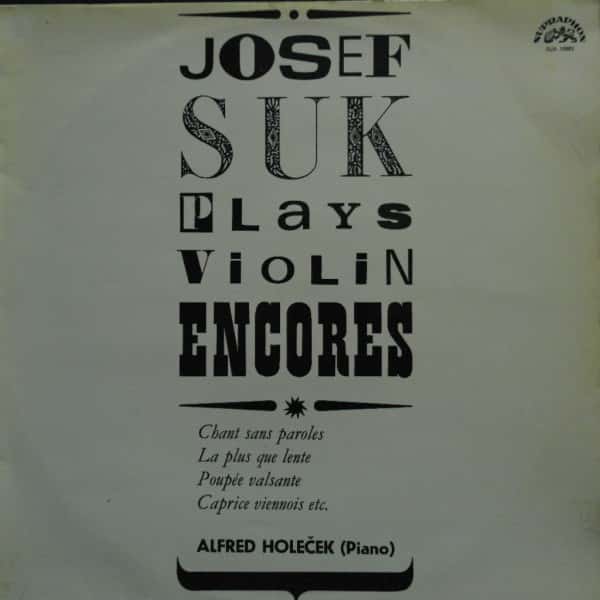 SUPRAPHON
JOSEF
SUK
PLayS
ViOLiN
ENCORES
Chant sans paroles
La plus que lente
Poupée valsante
Caprice viennois etc.
ALFRED HOLEČEK (Piano)